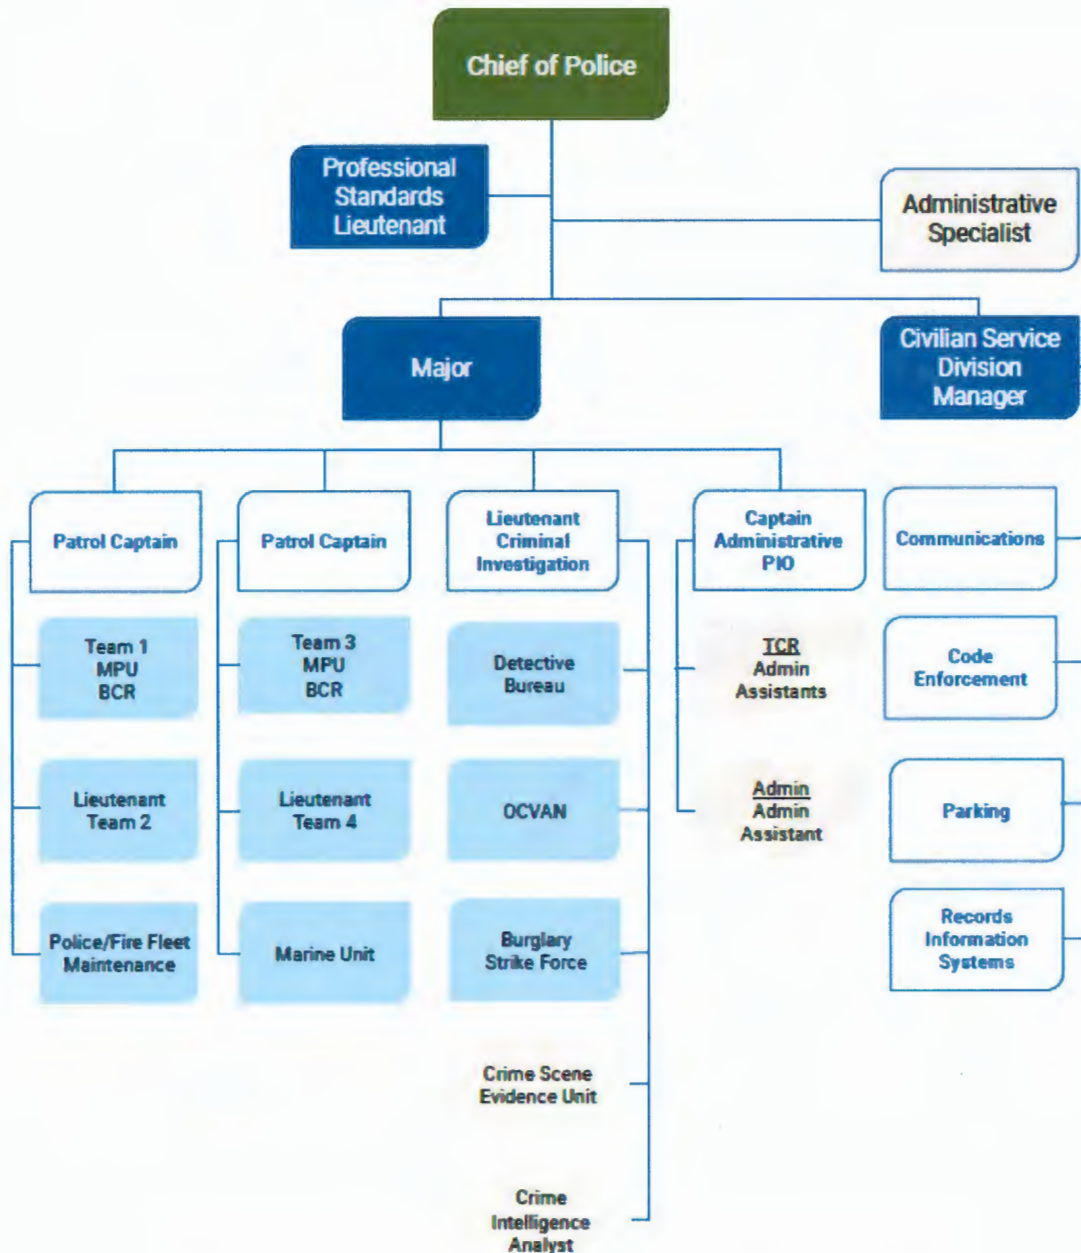 Chief of Police
Professional
Standards
Lieutenant
Administrative
Specialist
Major
Civilian Service
Division
Manager
Patrol Captain
Patrol Captain
Lieutenant
Criminal
Investigation
Captain
Administrative
PIO
Communications
Team 1
MPU
BCR
Team 3
MPU
BCR
Detective
Bureau
TCR
Admin
Assistants
Code
Enforcement
Lieutenant
Team 2
Lieutenant
Team 4
OCVAN
Admin
Admin
Assistant
Parking
Police/Fire Fleet
Maintenance
Marine Unit
Burglary
Strike Force
Records
Information
Systems
Crime Scene
Evidence Unit
Crime
Intelligence
Analyst